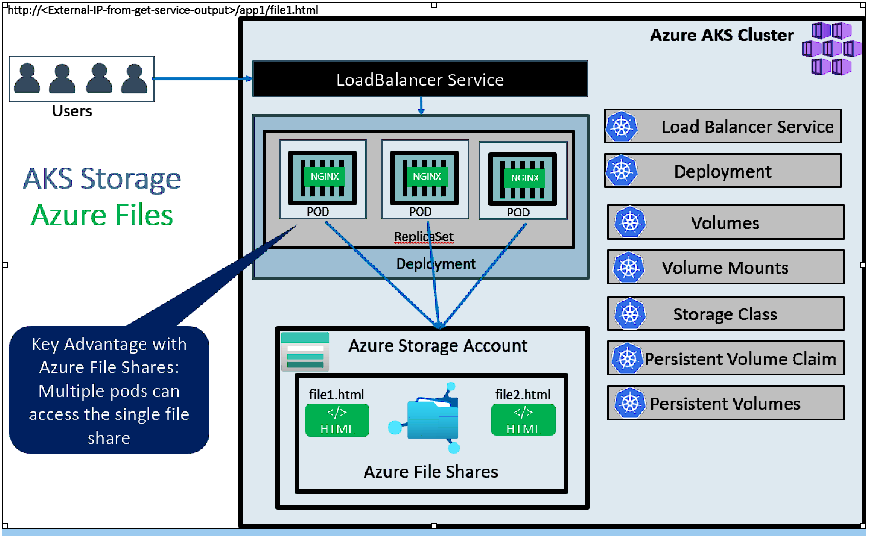 http://<External-IP-from-get-service-output>/app1/file1.html
Azure AKS Cluster
LoadBalancer Service
Users
AKS Storage
Azure Files
NGINX
NGINX
NGINX
POD
POD
POD
ReplicaSet
Deployment
Load Balancer Service
Deployment
Volumes
Volume Mounts
Storage Class
Persistent Volume Claim
Persistent Volumes
Key Advantage with
Azure File Shares:
Multiple pods can
access the single file
share
Azure Storage Account
file1.html
</>
HTML
file2.html
</>
HTML
Azure File Shares